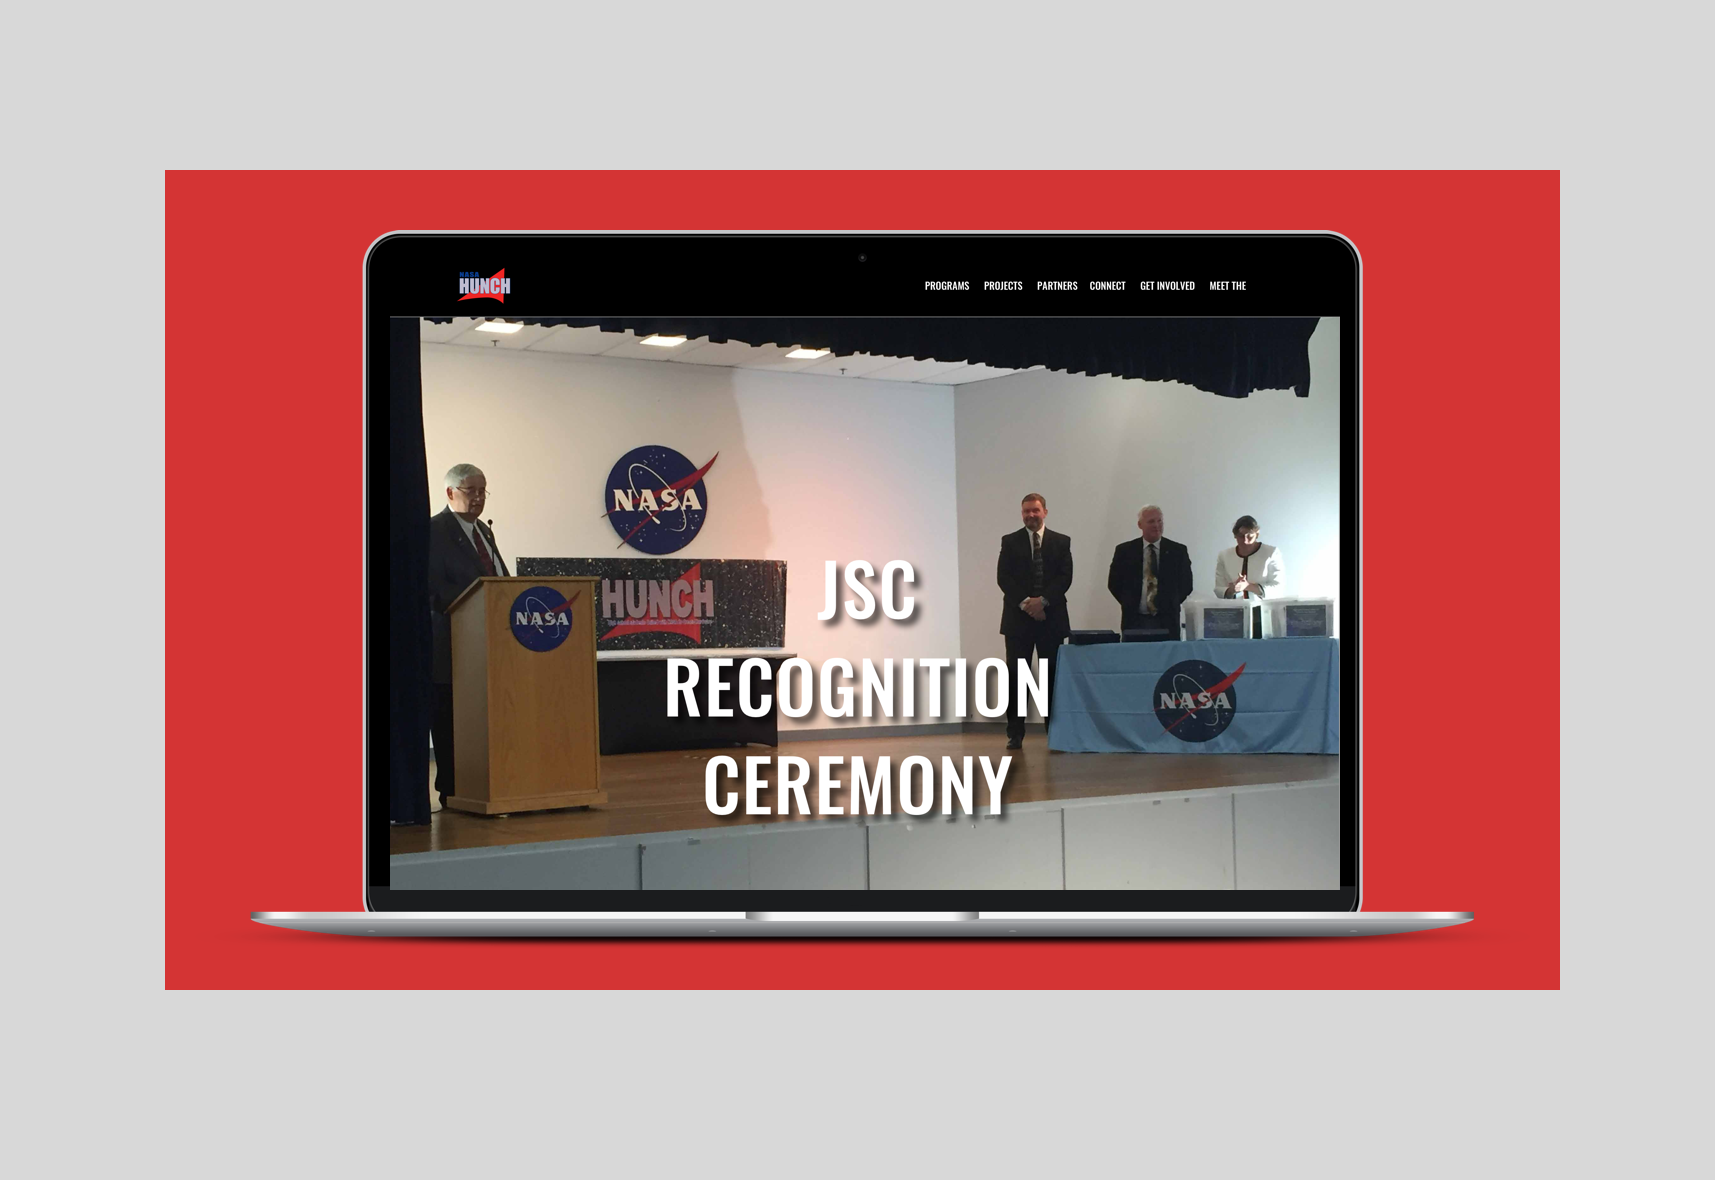 NASA
HUNCH
PROGRAMS PROJECTS PARTNERS CONNECT GET INVOLVED MEET THE
NASA
NASA
HUNCH
NASA
JSC
RECOGNITION
CEREMONY